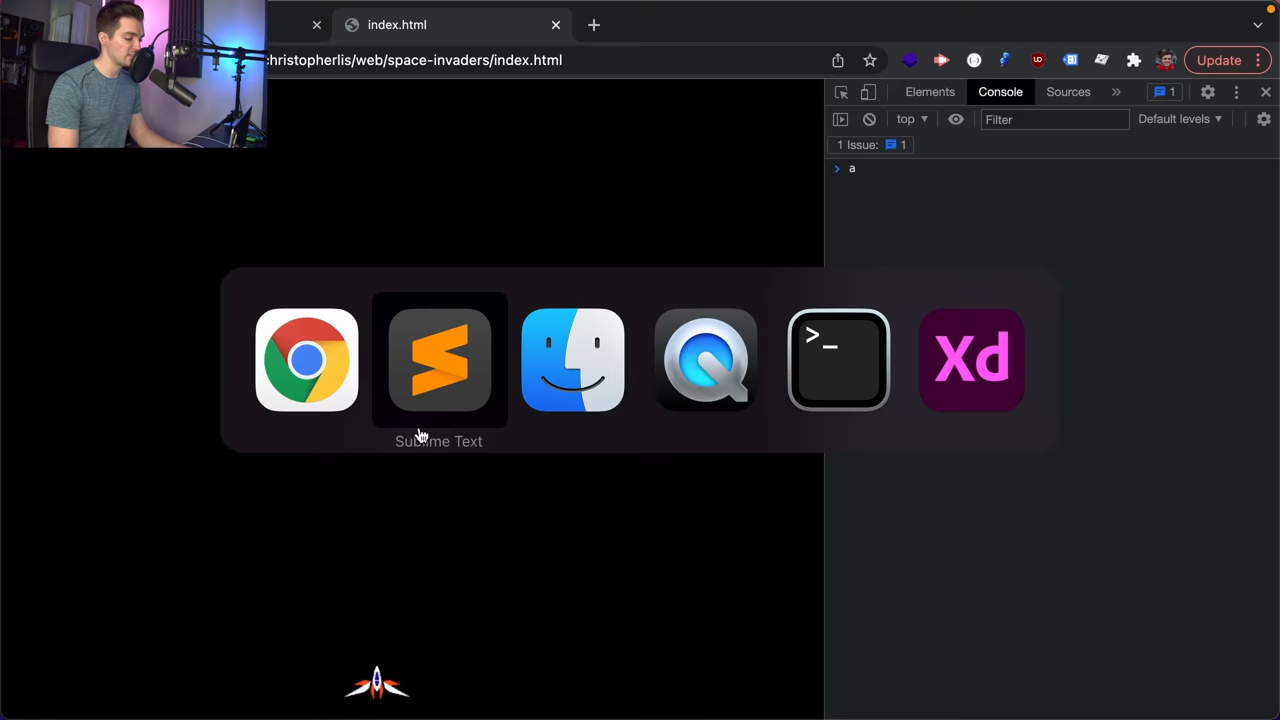 index.html
christopherlis/web/space-invaders/index.html
Update
Elements
Console
Sources
1
top
Filter
Default levels
1 Issue:
1
a
>_
Xd
Sublime Text